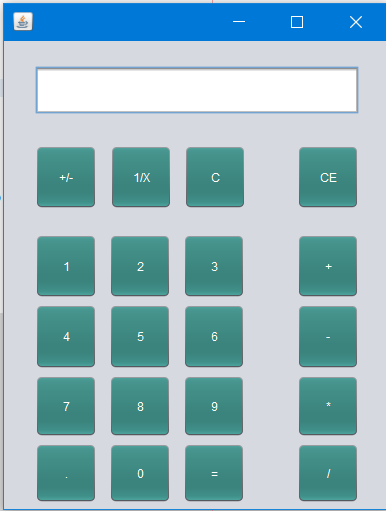 +/- 1/X C CE
1 2 3 +
4 5 6 -
7 8 9 *
. 0 = /